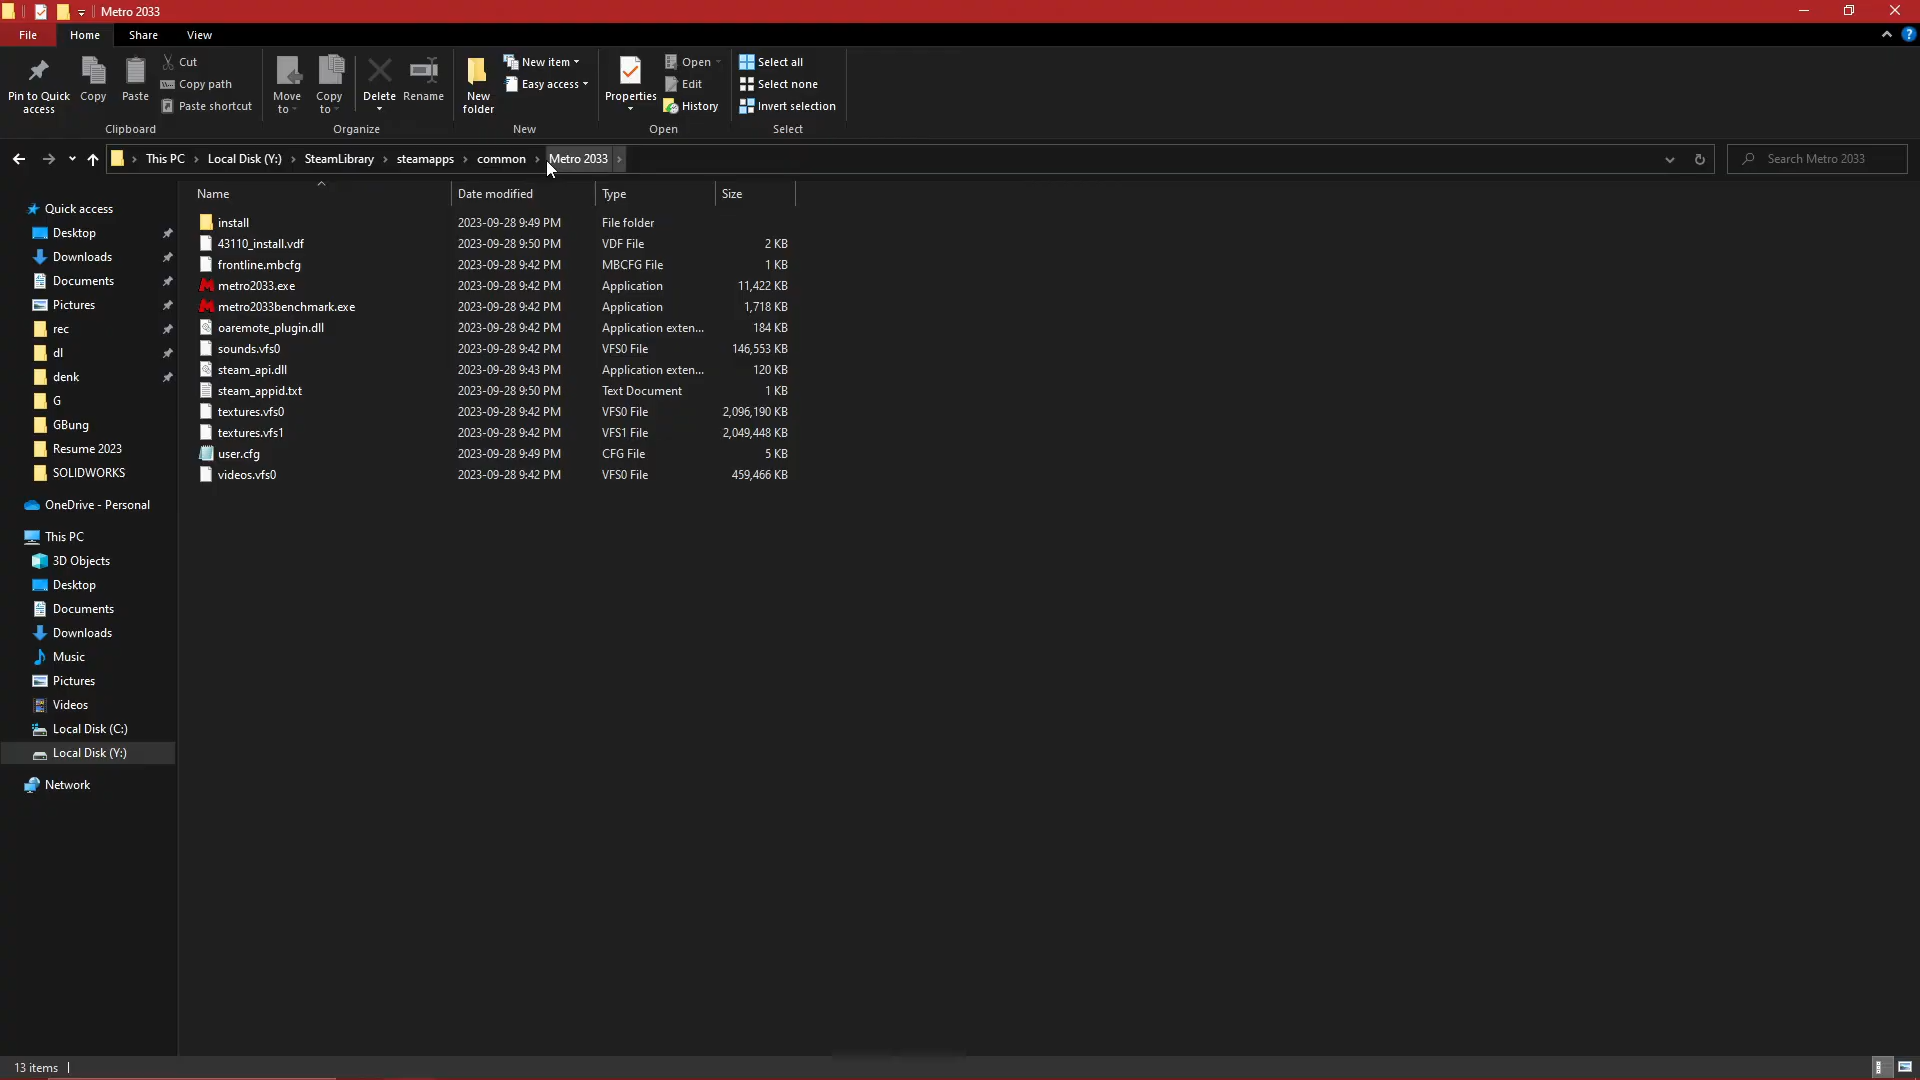 Metro 2033
File Home Share View
Pin to Quick access
Copy
Paste
Cut
Copy path
Paste shortcut
Clipboard
Move to
Copy to
Delete
Rename
Organize
New folder
New item
Easy access
New
Properties
Open
Edit
History
Open
Select all
Select none
Invert selection
Select
This PC › Local Disk (Y:) › SteamLibrary › steamapps › common › Metro 2033 ›
Search Metro 2033
Quick access
Desktop
Downloads
Documents
Pictures
rec
dl
denk
G
GBung
Resume 2023
SOLIDWORKS
OneDrive - Personal
This PC
3D Objects
Desktop
Documents
Downloads
Music
Pictures
Videos
Local Disk (C:)
Local Disk (Y:)
Network
Name Date modified Type Size
install 2023-09-28 9:49 PM File folder
43110_install.vdf 2023-09-28 9:50 PM VDF File 2 KB
frontline.mbcfg 2023-09-28 9:42 PM MBCFG File 1 KB
metro2033.exe 2023-09-28 9:42 PM Application 11,422 KB
metro2033benchmark.exe 2023-09-28 9:42 PM Application 1,718 KB
oaremote_plugin.dll 2023-09-28 9:42 PM Application exten... 184 KB
sounds.vfs0 2023-09-28 9:42 PM VFS0 File 146,553 KB
steam_api.dll 2023-09-28 9:43 PM Application exten... 120 KB
steam_appid.txt 2023-09-28 9:50 PM Text Document 1 KB
textures.vfs0 2023-09-28 9:42 PM VFS0 File 2,096,190 KB
textures.vfs1 2023-09-28 9:42 PM VFS1 File 2,049,448 KB
user.cfg 2023-09-28 9:49 PM CFG File 5 KB
videos.vfs0 2023-09-28 9:42 PM VFS0 File 459,466 KB
13 items